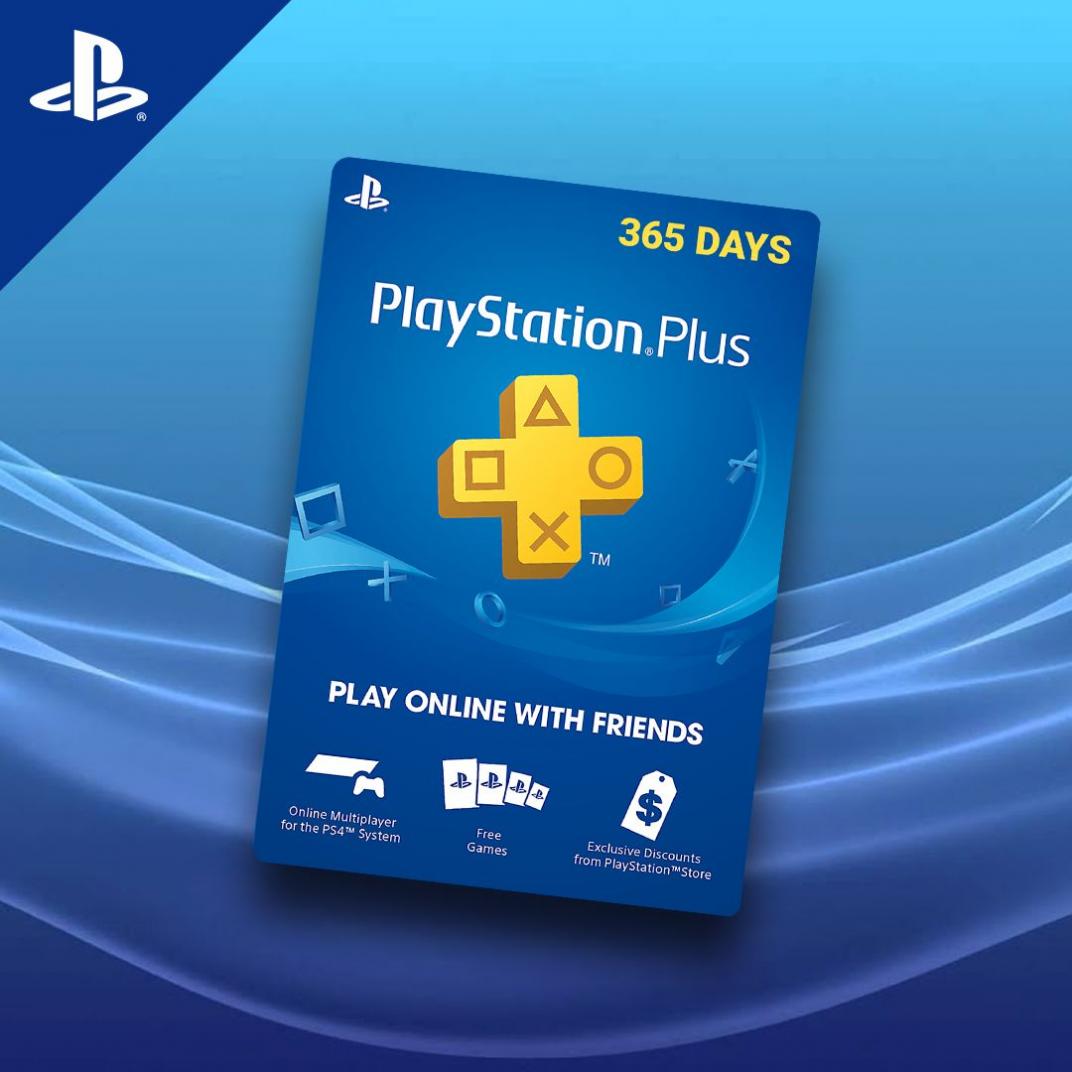 ®
365 DAYS
PlayStation®Plus
TM
PLAY ONLINE WITH FRIENDS
Online Multiplayer
for the PS4™ System
Free
Games
Exclusive Discounts
from PlayStation™Store